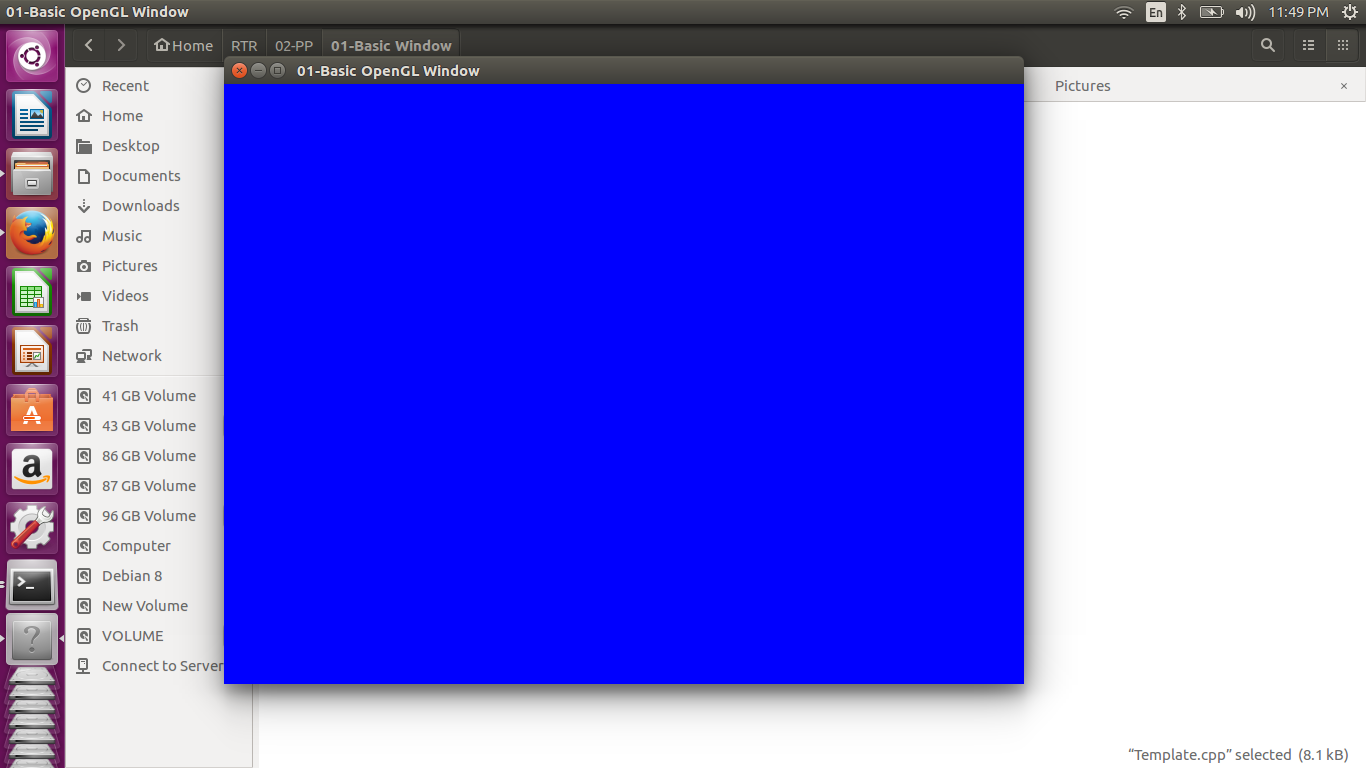 01-Basic OpenGL Window
En
11:49 PM
Home
RTR
02-PP
01-Basic Window
01-Basic OpenGL Window
Pictures
×
Recent
Home
Desktop
Documents
Downloads
Music
Pictures
Videos
Trash
Network
41 GB Volume
43 GB Volume
86 GB Volume
87 GB Volume
96 GB Volume
Computer
Debian 8
New Volume
VOLUME
Connect to Server
A
a
>_
?
“Template.cpp” selected (8.1 kB)